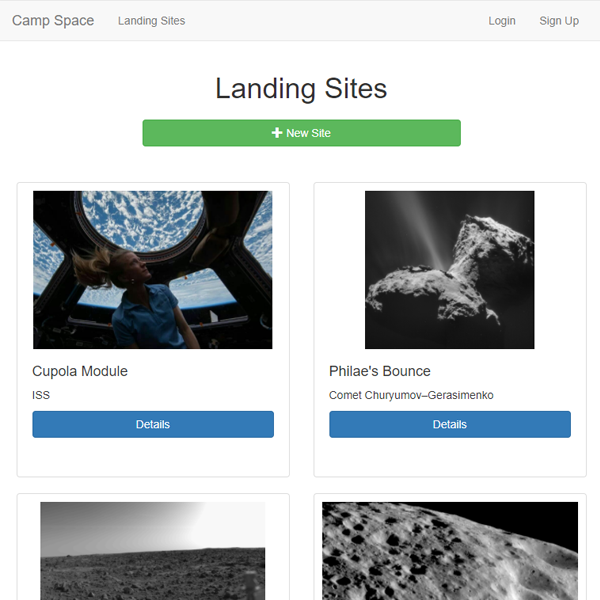 Camp Space Landing Sites Login Sign Up
Landing Sites
New Site
Cupola Module
ISS
Details
Philae's Bounce
Comet Churyumov–Gerasimenko
Details